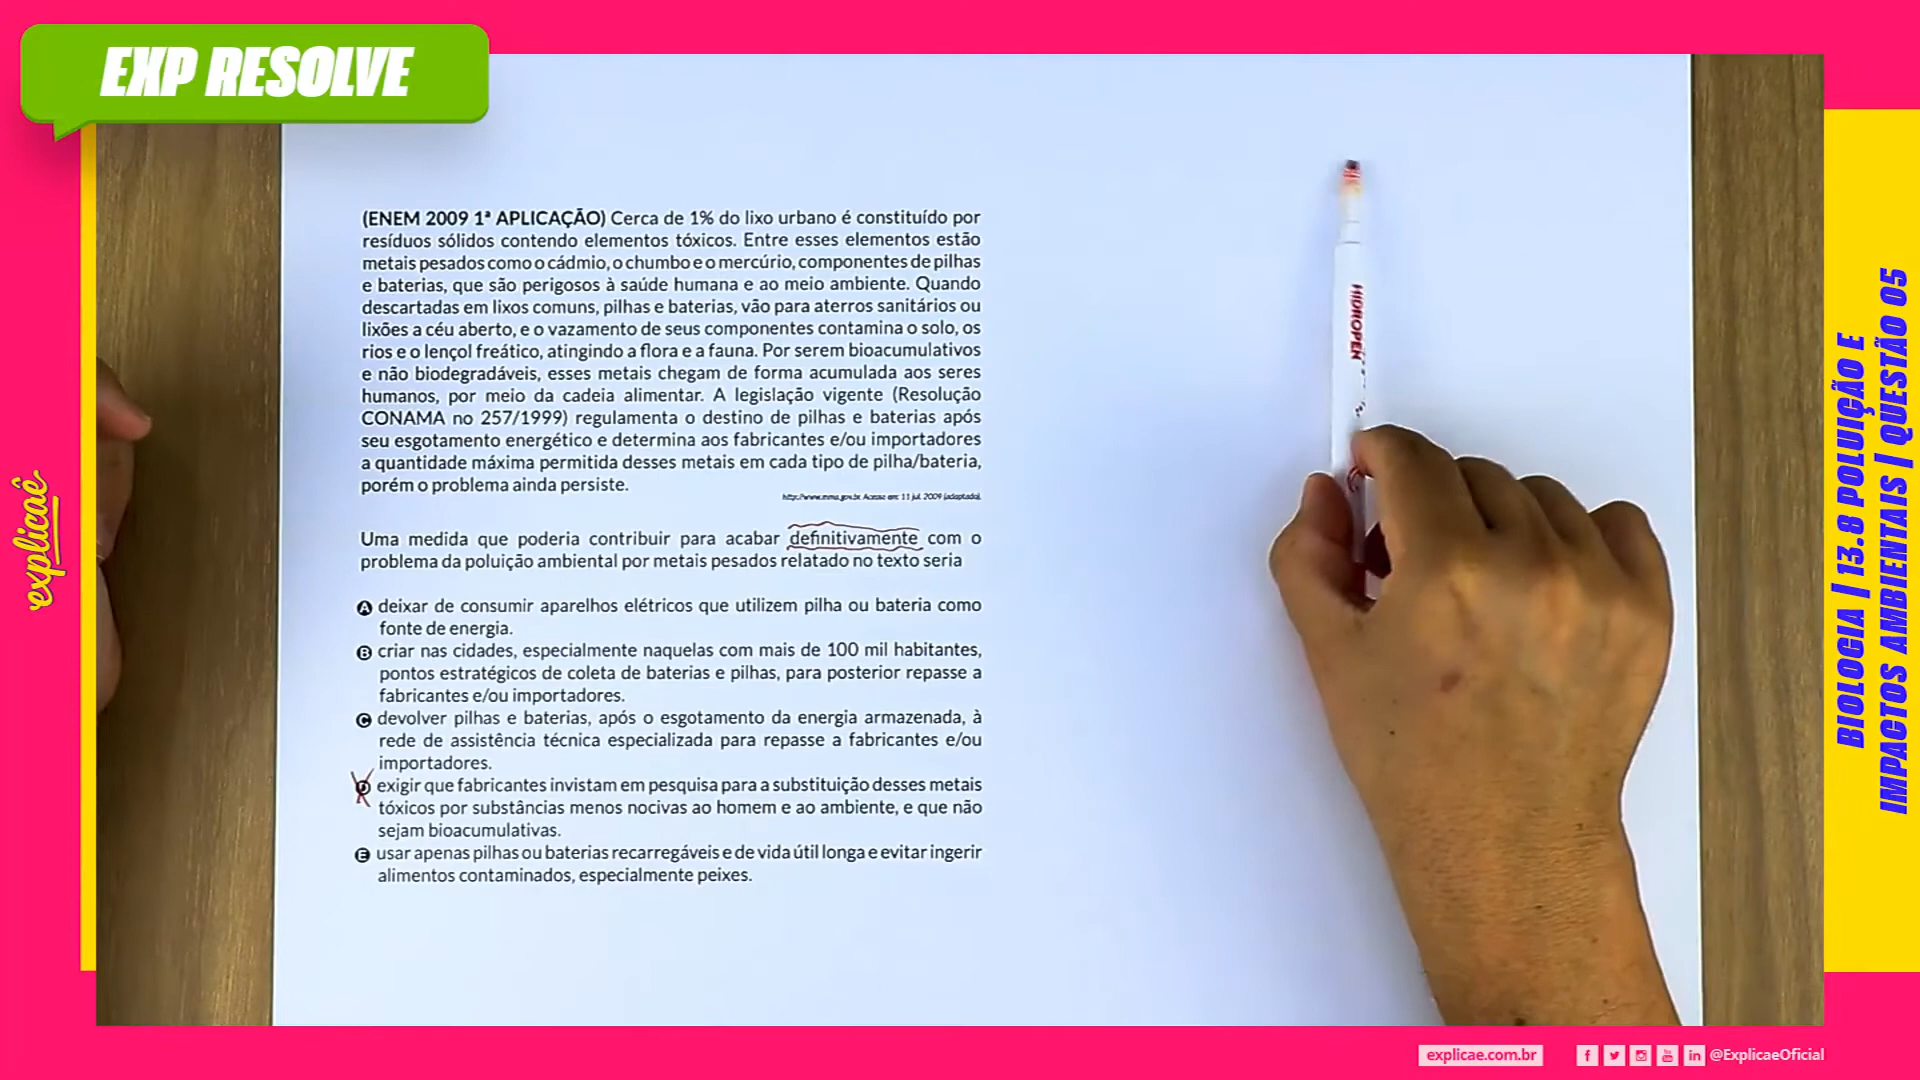 EXP RESOLVE
(ENEM 2009 1ª APLICAÇÃO) Cerca de 1% do lixo urbano é constituído por
resíduos sólidos contendo elementos tóxicos. Entre esses elementos estão
metais pesados como o cádmio, o chumbo e o mercúrio, componentes de pilhas
e baterias, que são perigosos à saúde humana e ao meio ambiente. Quando
descartadas em lixos comuns, pilhas e baterias, vão para aterros sanitários ou
lixões a céu aberto, e o vazamento de seus componentes contamina o solo, os
rios e o lençol freático, atingindo a flora e a fauna. Por serem bioacumulativos
e não biodegradáveis, esses metais chegam de forma acumulada aos seres
humanos, por meio da cadeia alimentar. A legislação vigente (Resolução
CONAMA no 257/1999) regulamenta o destino de pilhas e baterias após
seu esgotamento energético e determina aos fabricantes e/ou importadores
a quantidade máxima permitida desses metais em cada tipo de pilha/bateria,
porém o problema ainda persiste.
http://www.mma.gov.br. Acesso em: 11 jul. 2009 (adaptado).
Uma medida que poderia contribuir para acabar definitivamente com o
problema da poluição ambiental por metais pesados relatado no texto seria
A deixar de consumir aparelhos elétricos que utilizem pilha ou bateria como
fonte de energia.
B criar nas cidades, especialmente naquelas com mais de 100 mil habitantes,
pontos estratégicos de coleta de baterias e pilhas, para posterior repasse a
fabricantes e/ou importadores.
C devolver pilhas e baterias, após o esgotamento da energia armazenada, à
rede de assistência técnica especializada para repasse a fabricantes e/ou
importadores.
D exigir que fabricantes invistam em pesquisa para a substituição desses metais
tóxicos por substâncias menos nocivas ao homem e ao ambiente, e que não
sejam bioacumulativas.
E usar apenas pilhas ou baterias recarregáveis e de vida útil longa e evitar ingerir
alimentos contaminados, especialmente peixes.
HIDROPEN
explicaê
BIOLOGIA | 13.8 POLUIÇÃO E
IMPACTOS AMBIENTAIS | QUESTÃO 05
explicae.com.br
@ExplicaeOficial